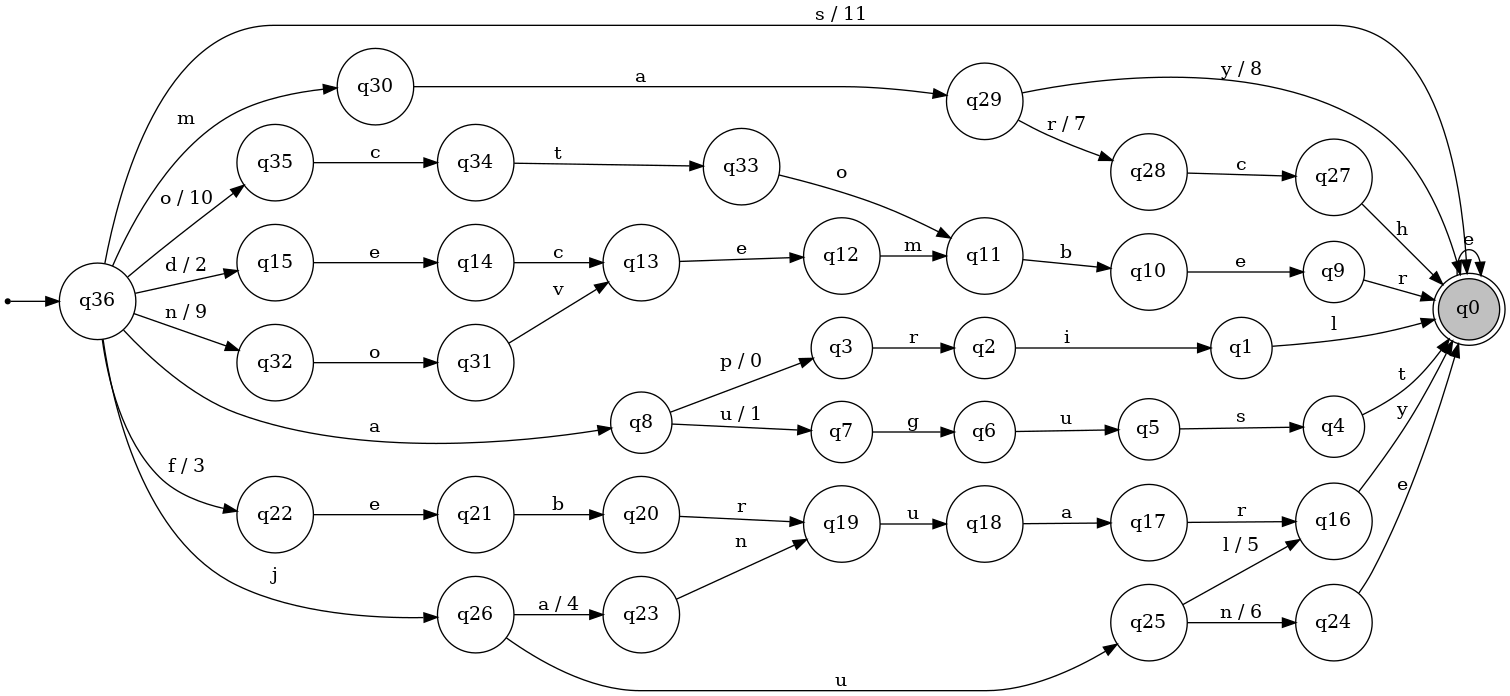 s / 11
m
q30
a
q29
y / 8
r / 7
q28
c
q27
h
o / 10
q35
c
q34
t
q33
o
d / 2
q15
e
q14
c
q13
e
q12
m
q11
b
q10
e
q9
r
e
q0
q36
n / 9
q32
o
q31
v
a
q8
p / 0
q3
r
q2
i
q1
l
u / 1
q7
g
q6
u
q5
s
q4
t
f / 3
q22
e
q21
b
q20
r
q19
u
q18
a
q17
r
q16
y
j
q26
a / 4
q23
n
u
q25
l / 5
n / 6
q24
e